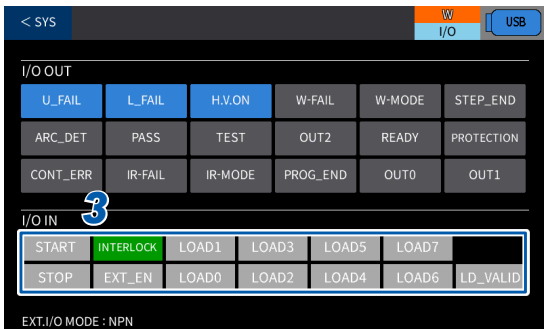 < SYS W I/O USB
I/O OUT
U_FAIL L_FAIL H.V.ON W-FAIL W-MODE STEP_END
ARC_DET PASS TEST OUT2 READY PROTECTION
CONT_ERR IR-FAIL IR-MODE PROG_END OUT0 OUT1
3
I/O IN
START INTERLOCK LOAD1 LOAD3 LOAD5 LOAD7
STOP EXT_EN LOAD0 LOAD2 LOAD4 LOAD6 LD_VALID
EXT.I/O MODE : NPN